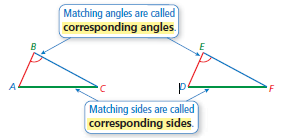 Matching angles are called
corresponding angles.
B
E
A
C
D
F
Matching sides are called
corresponding sides.